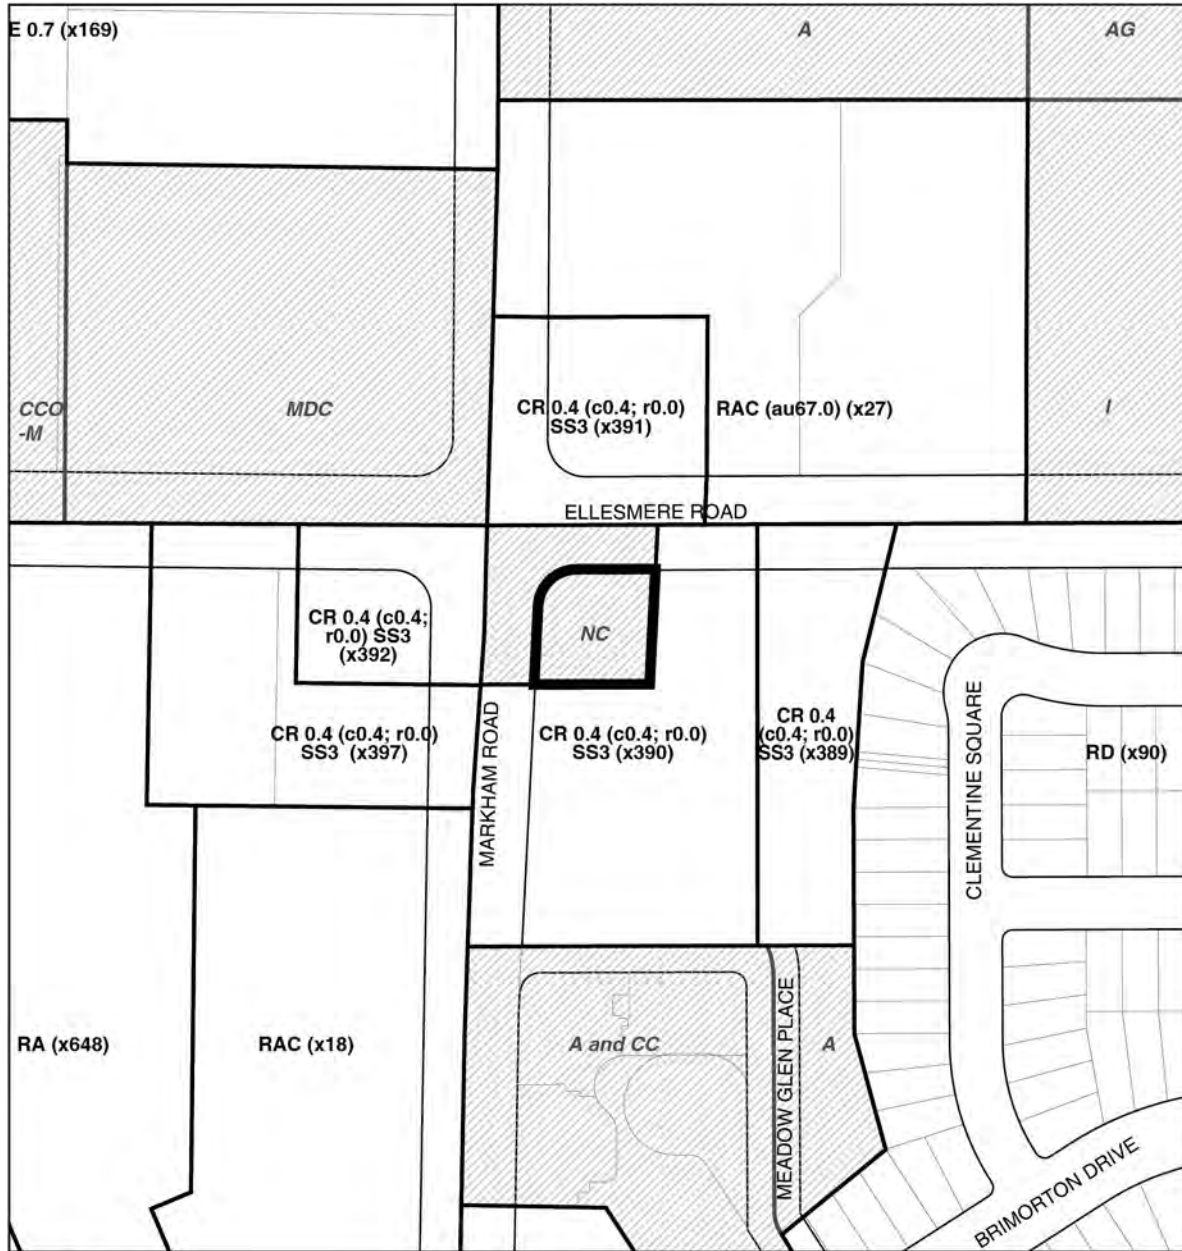 E 0.7 (x169)
A
AG
CCO
-M
MDC
CR 0.4 (c0.4; r0.0)
SS3 (x391)
RAC (au67.0) (x27)
I
ELLESMERE ROAD
CR 0.4 (c0.4;
r0.0) SS3
(x392)
NC
CR 0.4 (c0.4; r0.0)
SS3 (x397)
MARKHAM ROAD
CR 0.4 (c0.4; r0.0)
SS3 (x390)
CR 0.4
(c0.4; r0.0)
SS3 (x389)
CLEMENTINE SQUARE
RD (x90)
RA (x648)
RAC (x18)
A and CC
MEADOW GLEN PLACE
A
BRIMORTON DRIVE